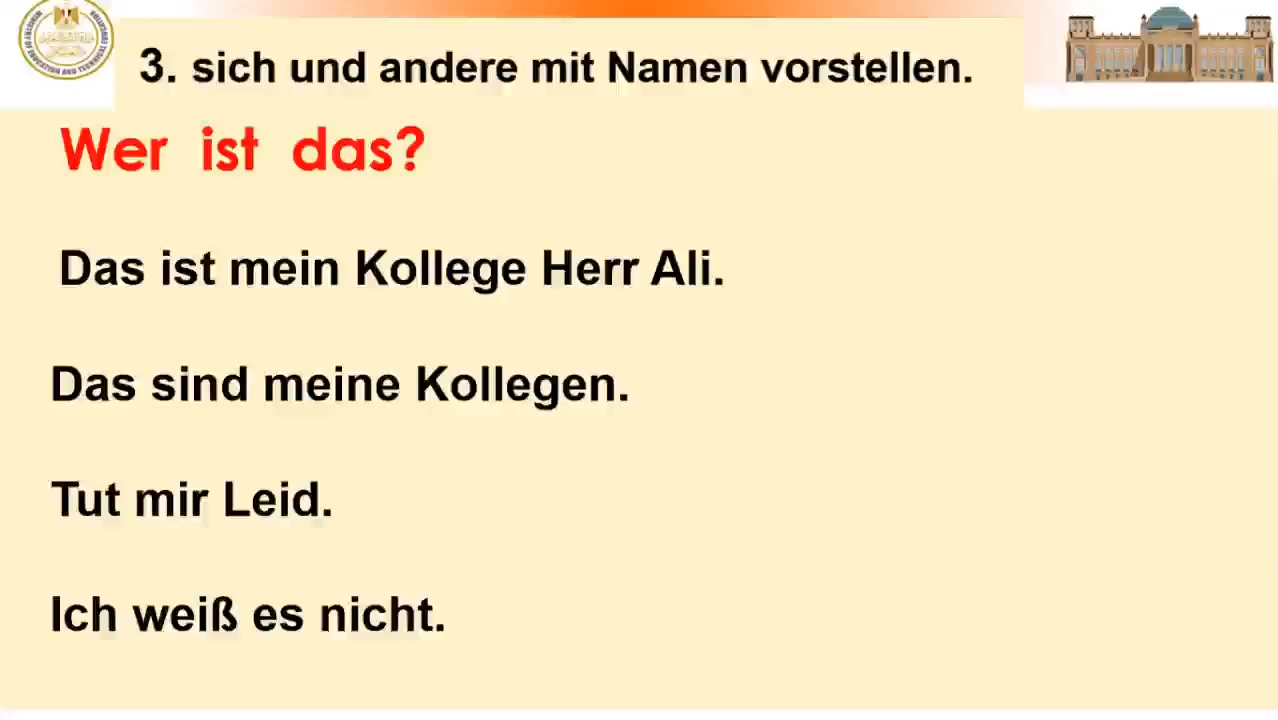 3. sich und andere mit Namen vorstellen.
Wer ist das?
Das ist mein Kollege Herr Ali.
Das sind meine Kollegen.
Tut mir Leid.
Ich weiß es nicht.